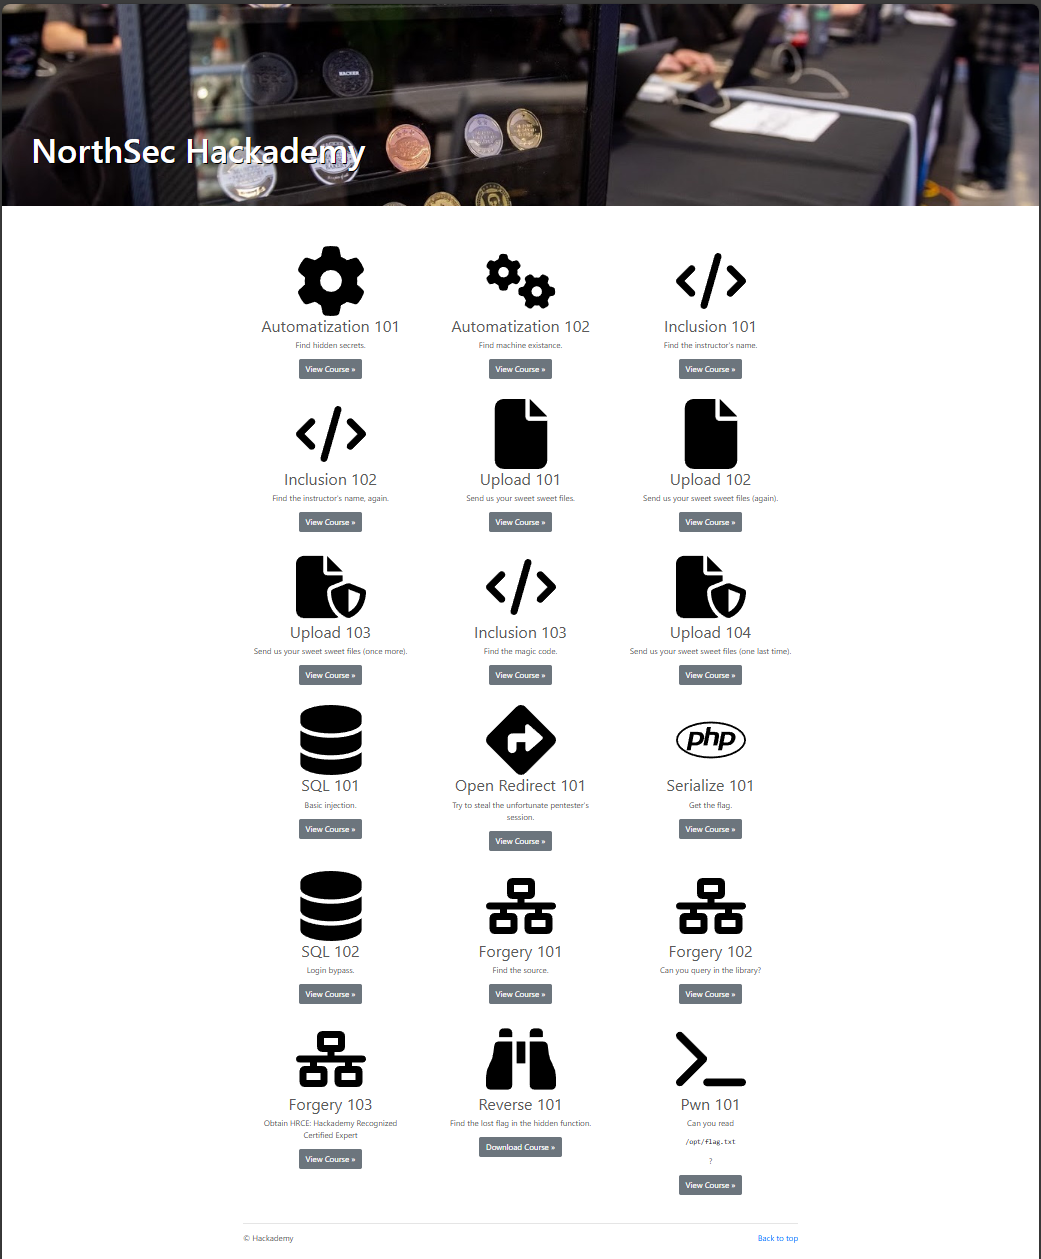 HACKER
NorthSec Hackademy
Automatization 101
Find hidden secrets.
View Course »
Automatization 102
Find machine existance.
View Course »
Inclusion 101
Find the instructor's name.
View Course »
Inclusion 102
Find the instructor's name, again.
View Course »
Upload 101
Send us your sweet sweet files.
View Course »
Upload 102
Send us your sweet sweet files (again).
View Course »
Upload 103
Send us your sweet sweet files (once more).
View Course »
Inclusion 103
Find the magic code.
View Course »
Upload 104
Send us your sweet sweet files (one last time).
View Course »
SQL 101
Basic injection.
View Course »
Open Redirect 101
Try to steal the unfortunate pentester's
session.
View Course »
php
Serialize 101
Get the flag.
View Course »
SQL 102
Login bypass.
View Course »
Forgery 101
Find the source.
View Course »
Forgery 102
Can you query in the library?
View Course »
Forgery 103
Obtain HRCE: Hackademy Recognized
Certified Expert
View Course »
Reverse 101
Find the lost flag in the hidden function.
Download Course »
Pwn 101
Can you read
/opt/flag.txt
?
View Course »
© Hackademy
Back to top